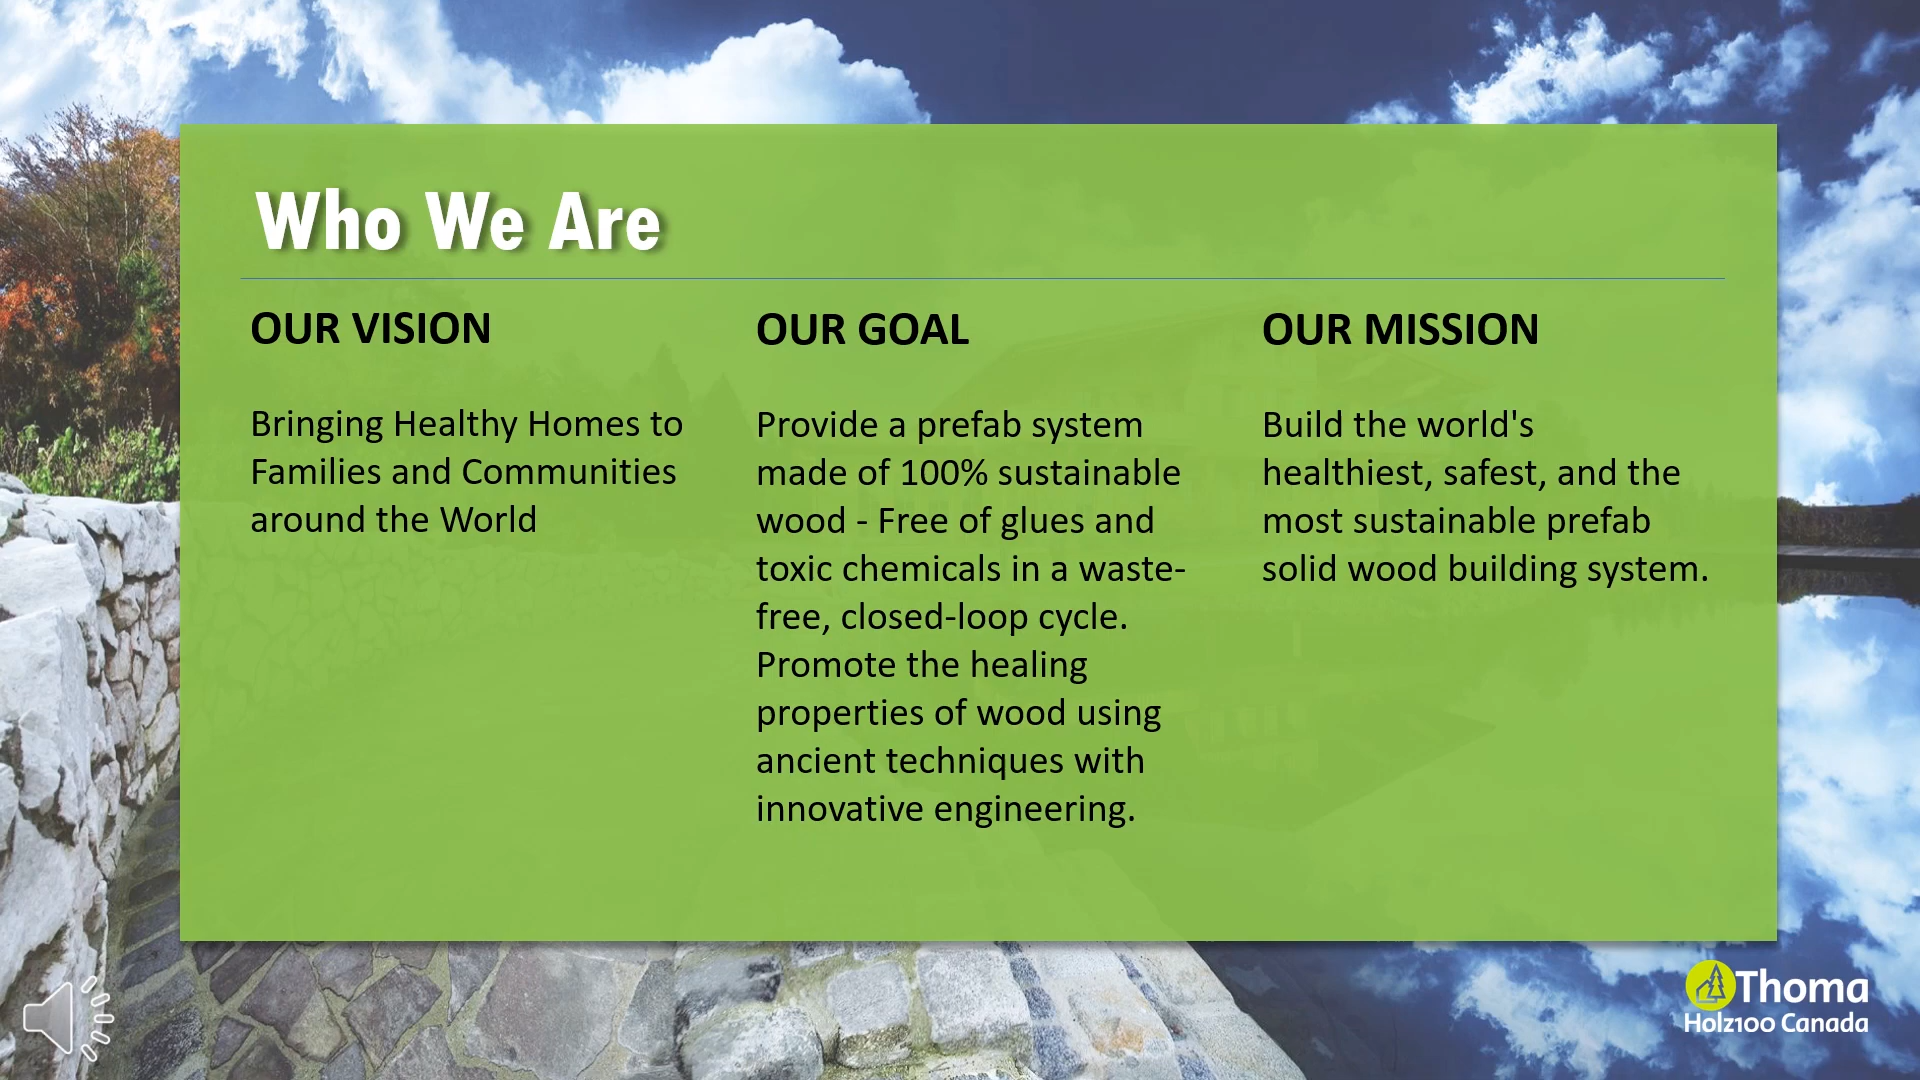 Who We Are
OUR VISION
Bringing Healthy Homes to
Families and Communities
around the World
OUR GOAL
Provide a prefab system
made of 100% sustainable
wood - Free of glues and
toxic chemicals in a waste-
free, closed-loop cycle.
Promote the healing
properties of wood using
ancient techniques with
innovative engineering.
OUR MISSION
Build the world's
healthiest, safest, and the
most sustainable prefab
solid wood building system.
Thoma
Holz100 Canada